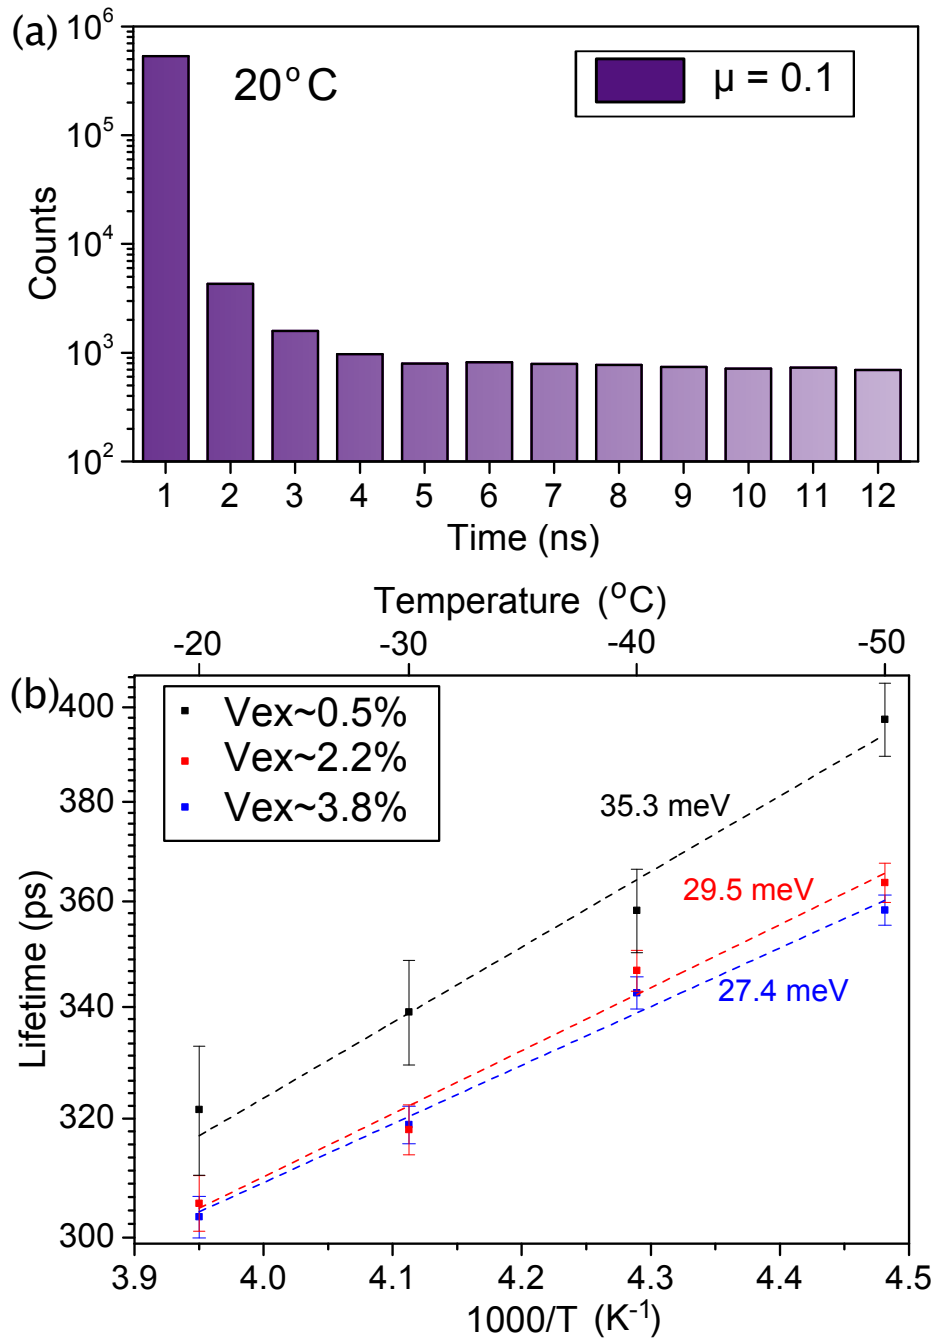 (a)
10^6
10^5
10^4
10^3
10^2
Counts
20°C
μ = 0.1
1 2 3 4 5 6 7 8 9 10 11 12
Time (ns)
Temperature (°C)
-20 -30 -40 -50
(b)
400
380
360
340
320
300
Lifetime (ps)
Vex~0.5%
Vex~2.2%
Vex~3.8%
35.3 meV
29.5 meV
27.4 meV
3.9 4.0 4.1 4.2 4.3 4.4 4.5
1000/T (K^-1)